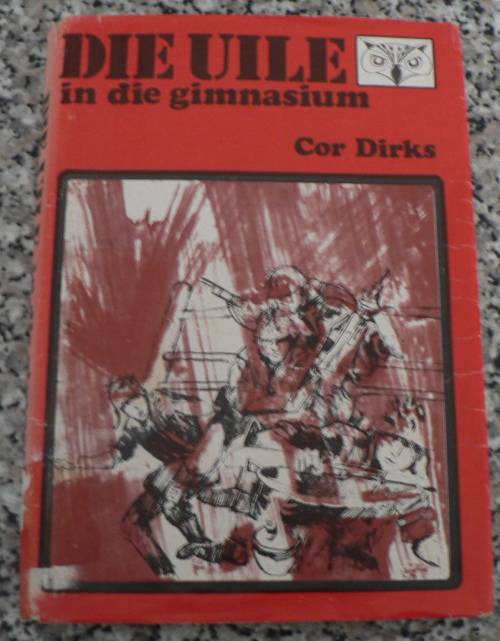 DIE UILE
in die gimnasium
Cor Dirks